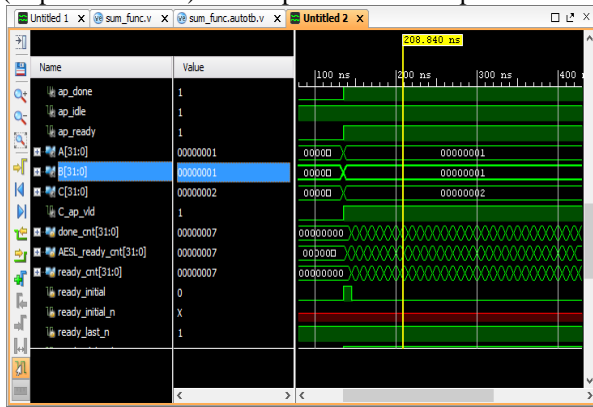 Untitled 1 X sum_func.v X sum_func.autotb.v X Untitled 2 X
208.840 ns
Name Value 100 ns 200 ns 300 ns 400
ap_done 1
ap_idle 1
ap_ready 1
A[31:0] 00000001 0000 00000001
B[31:0] 00000001 0000 00000001
C[31:0] 00000002 0000 00000002
C_ap_vld 1
done_cnt[31:0] 00000007 00000000
AESL_ready_cnt[31:0] 00000007 00000
ready_cnt[31:0] 00000007 00000000
ready_initial 0
ready_initial_n X
ready_last_n 1